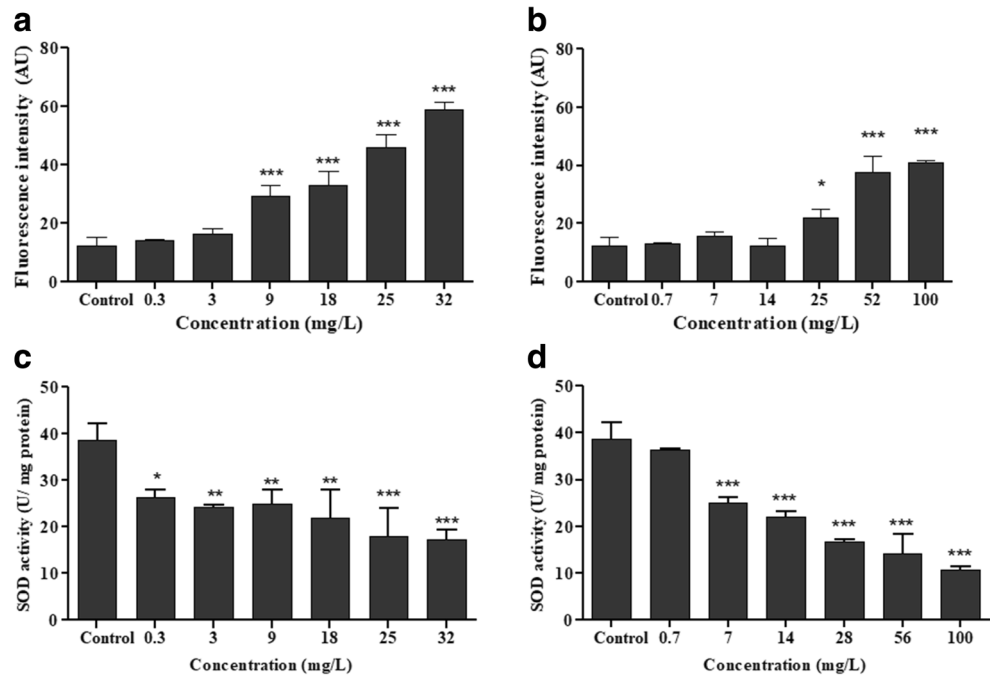 a
80
60
40
20
0
Fluorescence intensity (AU)
***
***
***
***
Control 0.3 3 9 18 25 32
Concentration (mg/L)
b
80
60
40
20
0
Fluorescence intensity (AU)
*
***
***
Control 0.7 7 14 25 52 100
Concentration (mg/L)
c
50
40
30
20
10
0
SOD activity (U/ mg protein)
*
**
**
**
***
***
Control 0.3 3 9 18 25 32
Concentration (mg/L)
d
50
40
30
20
10
0
SOD activity (U/ mg protein)
***
***
***
***
***
Control 0.7 7 14 28 56 100
Concentration (mg/L)